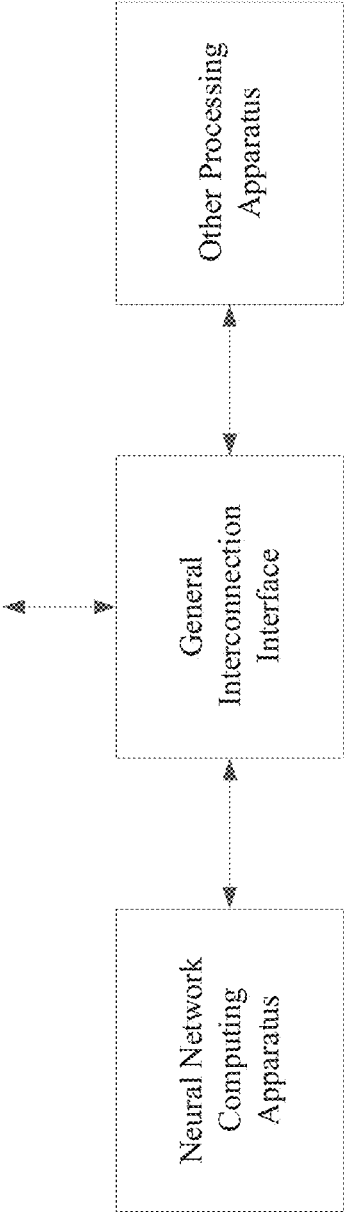 Neural Network
Computing
Apparatus
General
Interconnection
Interface
Other Processing
Apparatus